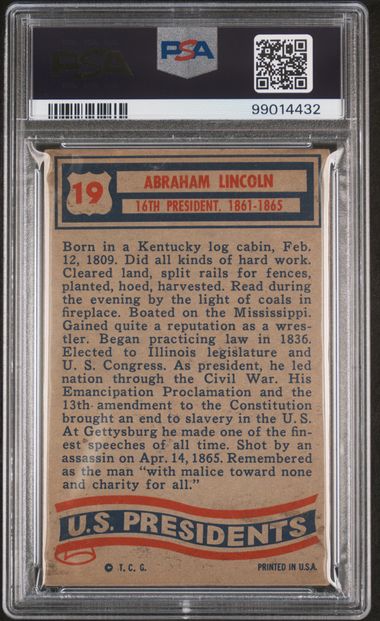 PSA
PSA
99014432
19
ABRAHAM LINCOLN
16TH PRESIDENT, 1861-1865
Born in a Kentucky log cabin, Feb.
12, 1809. Did all kinds of hard work.
Cleared land, split rails for fences,
planted, hoed, harvested. Read during
the evening by the light of coals in
fireplace. Boated on the Mississippi.
Gained quite a reputation as a wres-
tler. Began practicing law in 1836.
Elected to Illinois legislature and
U. S. Congress. As president, he led
nation through the Civil War. His
Emancipation Proclamation and the
13th amendment to the Constitution
brought an end to slavery in the U. S.
At Gettysburg he made one of the fin-
est speeches of all time. Shot by an
assassin on Apr. 14, 1865. Remembered
as the man "with malice toward none
and charity for all."
U.S. PRESIDENTS
© T. C. G.
PRINTED IN U.S.A.